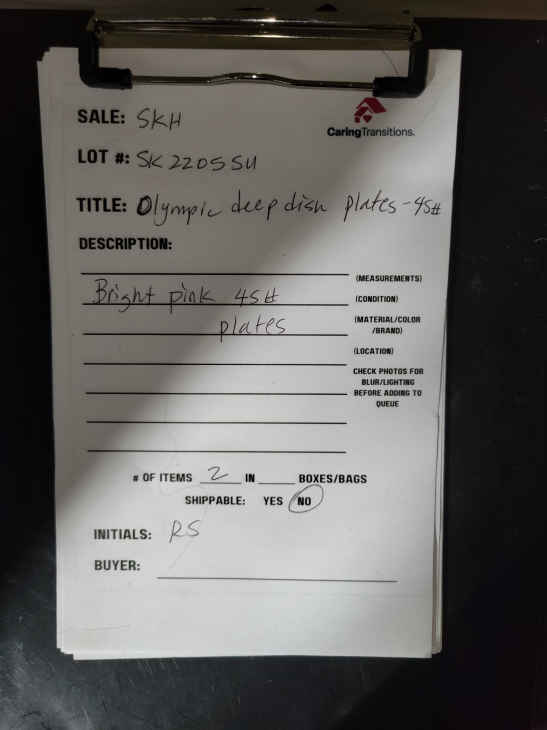 SALE: SKH
CaringTransitions.
LOT #: SK2205SU
TITLE: Olympic deep dish plates - 45#
DESCRIPTION:
(MEASUREMENTS)
Bright pink 45#
(CONDITION)
plates
(MATERIAL/COLOR
/BRAND)
(LOCATION)
CHECK PHOTOS FOR
BLUR/LIGHTING
BEFORE ADDING TO
QUEUE
# OF ITEMS 2 IN ____ BOXES/BAGS
SHIPPABLE: YES NO
INITIALS: RS
BUYER: